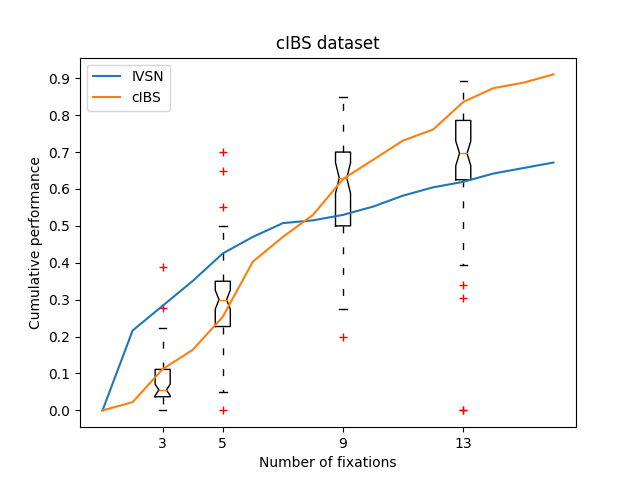 cIBS dataset
IVSN
cIBS
0.9
0.8
0.7
0.6
0.5
0.4
0.3
0.2
0.1
0.0
Cumulative performance
3 5 9 13
Number of fixations